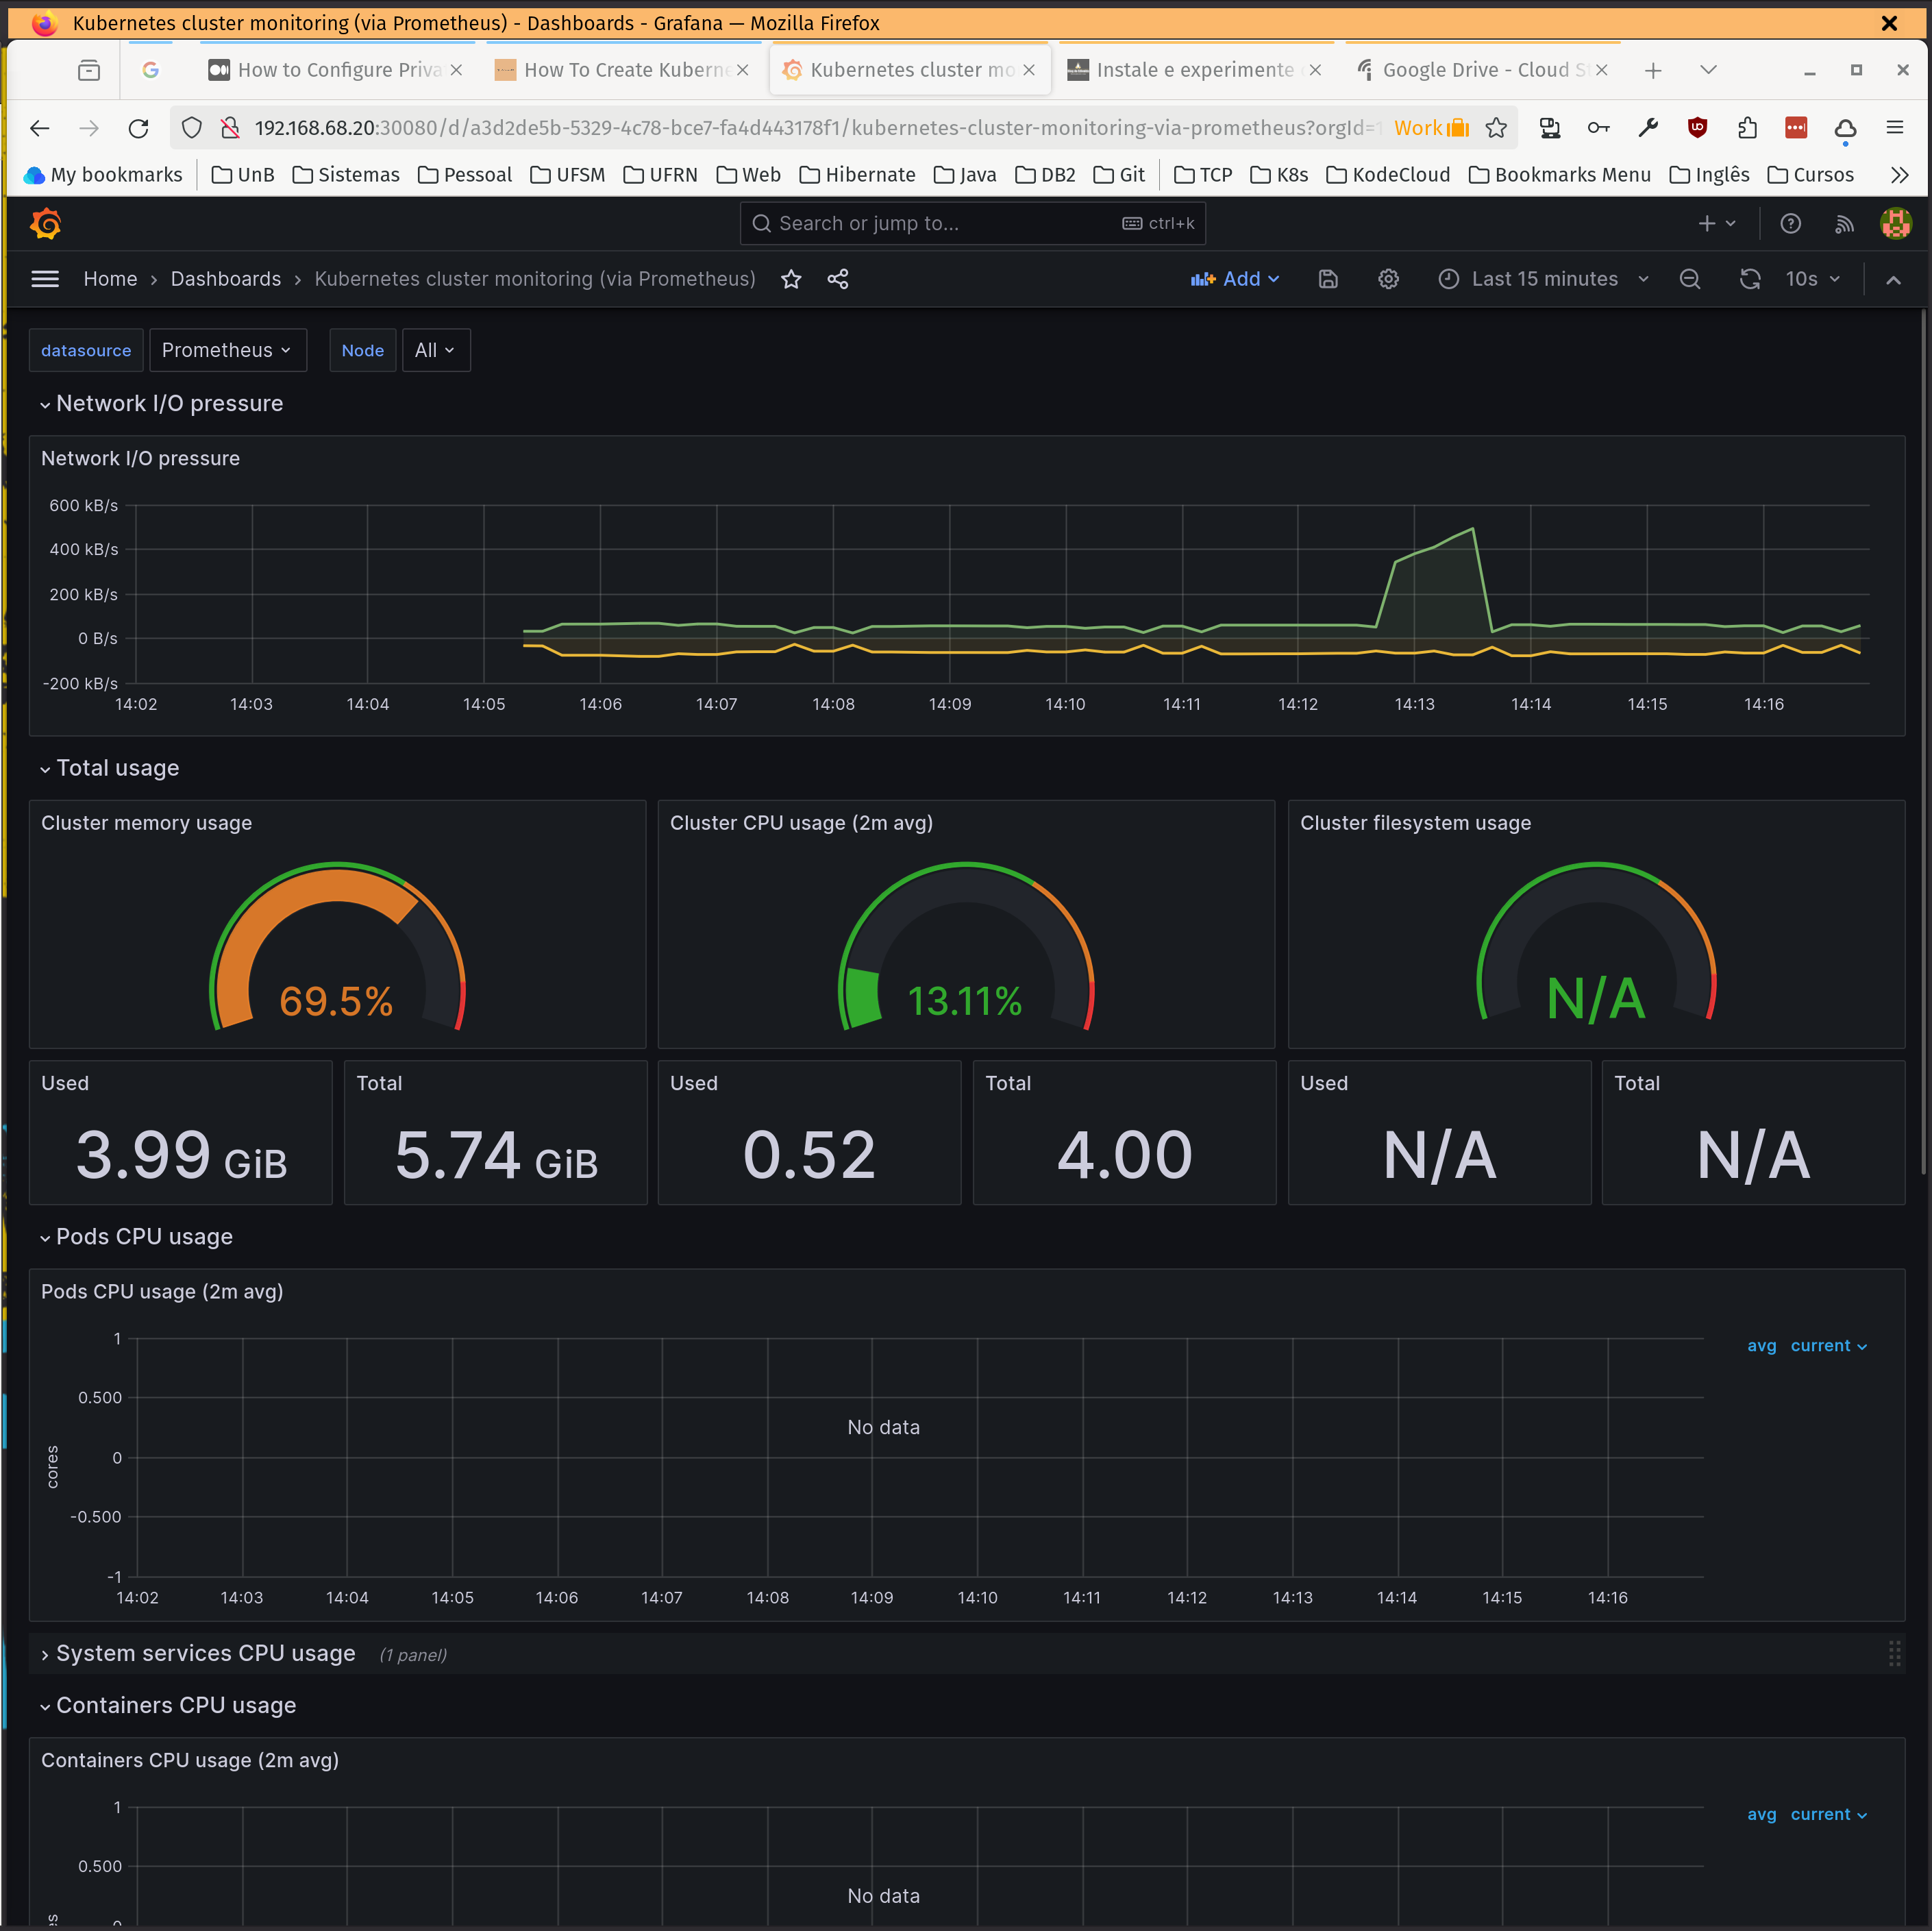 Kubernetes cluster monitoring (via Prometheus) - Dashboards - Grafana — Mozilla Firefox
How to Configure Priva How To Create Kuberne Kubernetes cluster mo Instale e experimente Google Drive - Cloud S
192.168.68.20:30080/d/a3d2de5b-5329-4c78-bce7-fa4d443178f1/kubernetes-cluster-monitoring-via-prometheus?orgId=1 Work
My bookmarks UnB Sistemas Pessoal UFSM UFRN Web Hibernate Java DB2 Git TCP K8s KodeCloud Bookmarks Menu Inglês Cursos
Search or jump to... ctrl+k
Home › Dashboards › Kubernetes cluster monitoring (via Prometheus) Add Last 15 minutes 10s
datasource Prometheus Node All
Network I/O pressure
Network I/O pressure
600 kB/s
400 kB/s
200 kB/s
0 B/s
-200 kB/s
14:02 14:03 14:04 14:05 14:06 14:07 14:08 14:09 14:10 14:11 14:12 14:13 14:14 14:15 14:16
Total usage
Cluster memory usage Cluster CPU usage (2m avg) Cluster filesystem usage
69.5% 13.11% N/A
Used Total Used Total Used Total
3.99 GiB 5.74 GiB 0.52 4.00 N/A N/A
Pods CPU usage
Pods CPU usage (2m avg)
1
avg current
0.500
No data
0
cores
-0.500
-1
14:02 14:03 14:04 14:05 14:06 14:07 14:08 14:09 14:10 14:11 14:12 14:13 14:14 14:15 14:16
System services CPU usage (1 panel)
Containers CPU usage
Containers CPU usage (2m avg)
1
avg current
0.500
No data